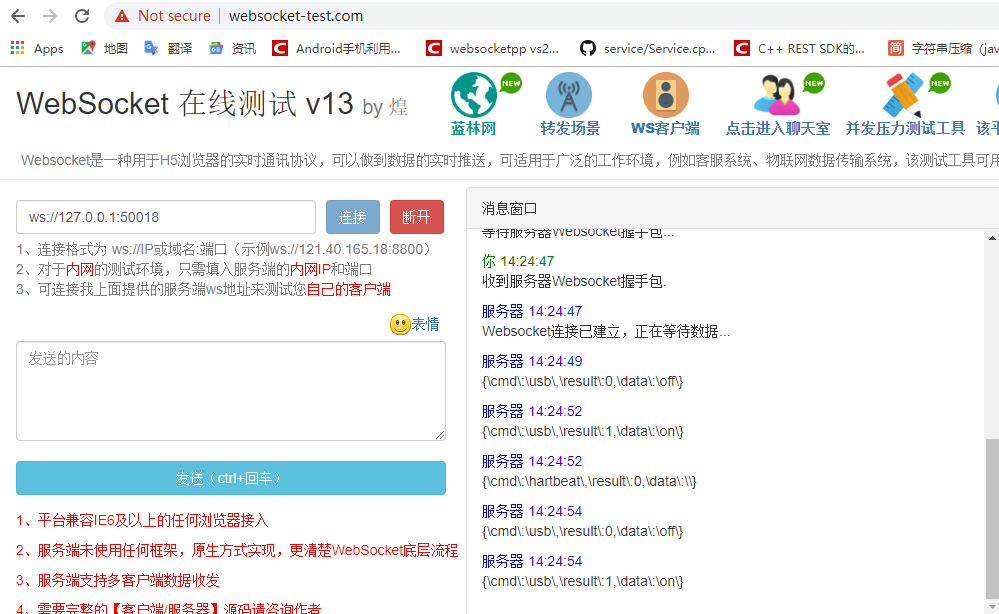 Not secure | websocket-test.com
Apps 地图 翻译 资讯 Android手机利用... websocketpp vs2... service/Service.cp... C++ REST SDK的... 简 字符串压缩（jav
WebSocket 在线测试 v13 by 煌
NEW NEW NEW
蓝林网 转发场景 WS客户端 点击进入聊天室 并发压力测试工具 该平
Websocket是一种用于H5浏览器的实时通讯协议，可以做到数据的实时推送，可适用于广泛的工作环境，例如客服系统、物联网数据传输系统，该测试工具可用
ws://127.0.0.1:50018 连接 断开
1、连接格式为 ws://IP或域名:端口（示例ws://121.40.165.18:8800）
2、对于内网的测试环境，只需填入服务端的内网IP和端口
3、可连接我上面提供的服务端ws地址来测试您自己的客户端
表情
发送的内容
发送（ctrl+回车）
1、平台兼容IE6及以上的任何浏览器接入
2、服务端未使用任何框架，原生方式实现，更清楚WebSocket底层流程
3、服务端支持多客户端数据收发
4、需要完整的【客户端/服务器】源码请咨询作者
消息窗口
等待服务器Websocket握手包...
你 14:24:47
收到服务器Websocket握手包.
服务器 14:24:47
Websocket连接已建立，正在等待数据...
服务器 14:24:49
{\cmd\:\usb\,\result\:0,\data\:\off\}
服务器 14:24:52
{\cmd\:\usb\,\result\:1,\data\:\on\}
服务器 14:24:52
{\cmd\:\hartbeat\,\result\:0,\data\:\\}
服务器 14:24:54
{\cmd\:\usb\,\result\:0,\data\:\off\}
服务器 14:24:54
{\cmd\:\usb\,\result\:1,\data\:\on\}